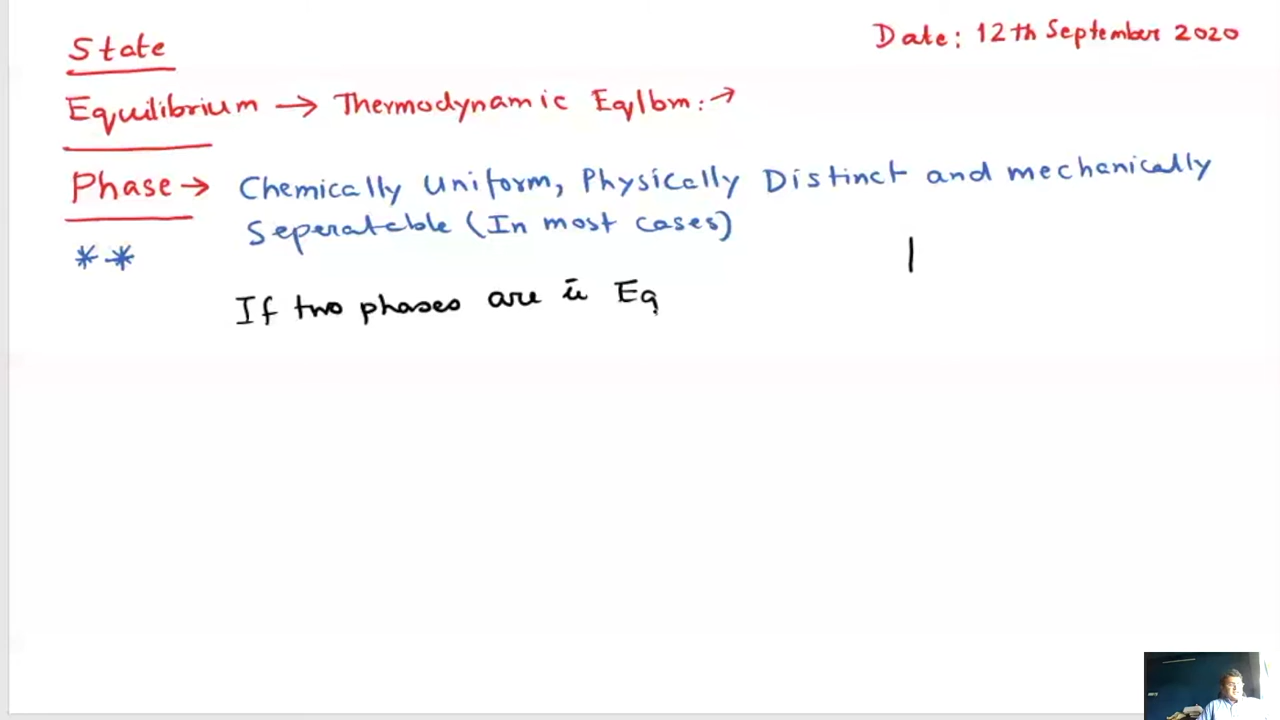 State
Date: 12th September 2020
Equilibrium → Thermodynamic Eqlbm: →
Phase → Chemically Uniform, Physically Distinct and mechanically
Seperatable (In most cases)
**
If two phases are in Eq